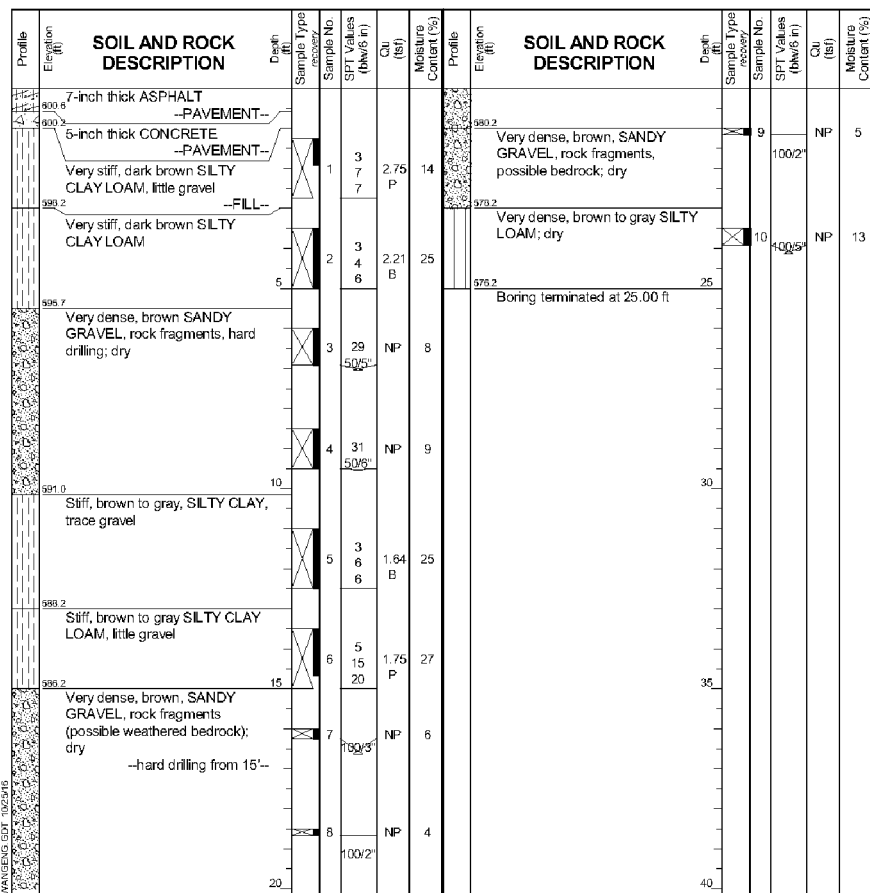 Profile
Elevation (ft)
SOIL AND ROCK
DESCRIPTION
Depth (ft)
Sample Type
recovery
Sample No.
SPT Values (blw/6 in)
Qu (tsf)
Moisture Content (%)
7-inch thick ASPHALT
600.6 --PAVEMENT--
600.2
5-inch thick CONCRETE
--PAVEMENT--
Very stiff, dark brown SILTY
CLAY LOAM, little gravel
--FILL--
1 3 7 7 2.75 P 14
598.2
Very stiff, dark brown SILTY
CLAY LOAM
2 3 4 6 2.21 B 25
5
595.7
Very dense, brown SANDY
GRAVEL, rock fragments, hard
drilling; dry
3 29 50/5" NP 8
4 31 50/6" NP 9
10
591.0
Stiff, brown to gray, SILTY CLAY,
trace gravel
5 3 6 6 1.64 B 25
588.2
Stiff, brown to gray SILTY CLAY
LOAM, little gravel
6 5 15 20 1.75 P 27
586.2 15
Very dense, brown, SANDY
GRAVEL, rock fragments
(possible weathered bedrock);
dry
--hard drilling from 15'--
7 100/3" NP 6
8 100/2" NP 4
20
WANGENG.GDT 10/25/16
Profile
Elevation (ft)
SOIL AND ROCK
DESCRIPTION
Depth (ft)
Sample Type
recovery
Sample No.
SPT Values (blw/6 in)
Qu (tsf)
Moisture Content (%)
580.2
Very dense, brown, SANDY
GRAVEL, rock fragments,
possible bedrock; dry
9 100/2" NP 5
578.2
Very dense, brown to gray SILTY
LOAM; dry
10 100/5" NP 13
576.2 25
Boring terminated at 25.00 ft
30
35
40